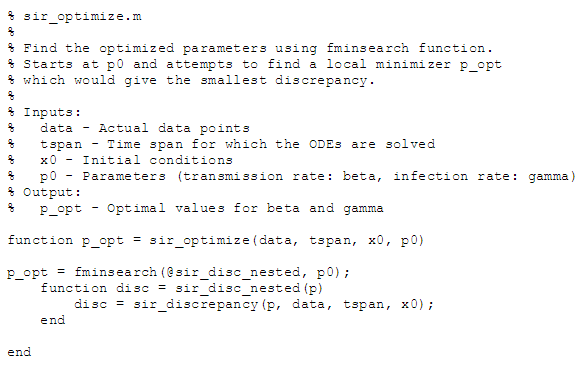 % sir_optimize.m
%
% Find the optimized parameters using fminsearch function.
% Starts at p0 and attempts to find a local minimizer p_opt
% which would give the smallest discrepancy.
%
% Inputs:
%   data - Actual data points
%   tspan - Time span for which the ODEs are solved
%   x0 - Initial conditions
%   p0 - Parameters (transmission rate: beta, infection rate: gamma)
% Output:
%   p_opt - Optimal values for beta and gamma

function p_opt = sir_optimize(data, tspan, x0, p0)

p_opt = fminsearch(@sir_disc_nested, p0);
    function disc = sir_disc_nested(p)
        disc = sir_discrepancy(p, data, tspan, x0);
    end

end